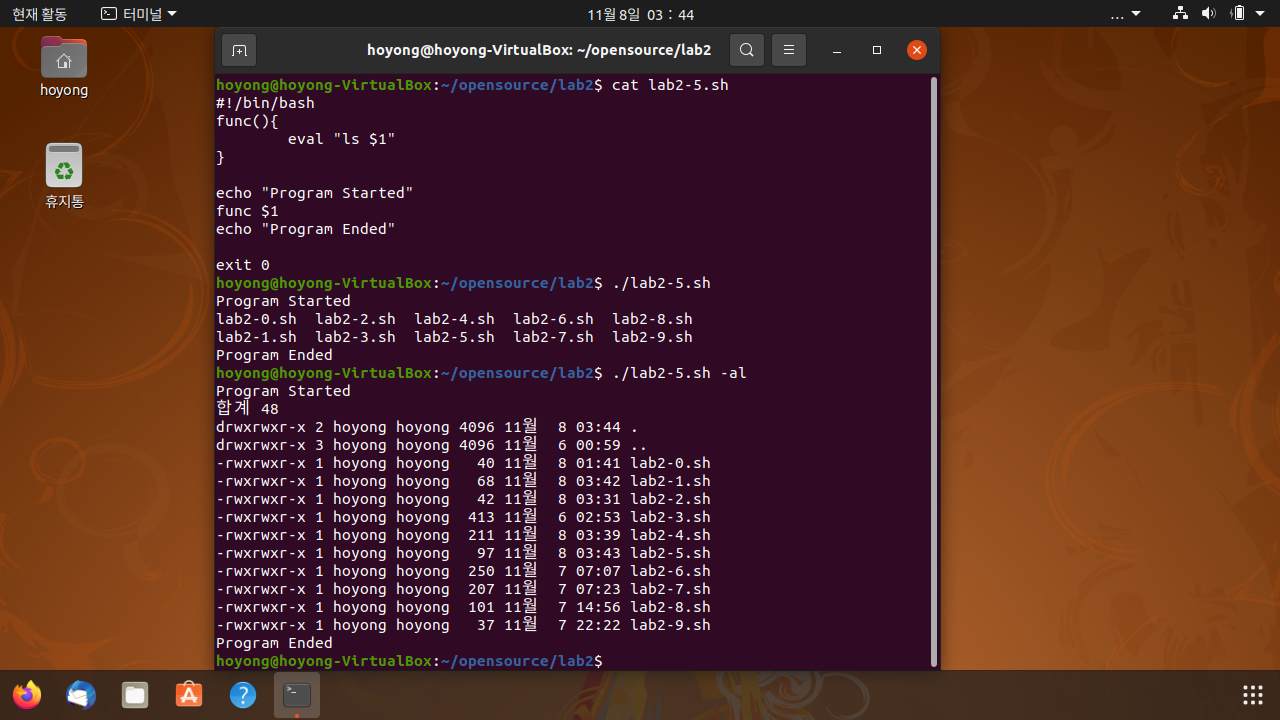 현재 활동 터미널 11월 8일 03 : 44 ...
hoyong@hoyong-VirtualBox: ~/opensource/lab2
hoyong
휴지통
hoyong@hoyong-VirtualBox:~/opensource/lab2$ cat lab2-5.sh
#!/bin/bash
func(){
        eval "ls $1"
}
echo "Program Started"
func $1
echo "Program Ended"
exit 0
hoyong@hoyong-VirtualBox:~/opensource/lab2$ ./lab2-5.sh
Program Started
lab2-0.sh  lab2-2.sh  lab2-4.sh  lab2-6.sh  lab2-8.sh
lab2-1.sh  lab2-3.sh  lab2-5.sh  lab2-7.sh  lab2-9.sh
Program Ended
hoyong@hoyong-VirtualBox:~/opensource/lab2$ ./lab2-5.sh -al
Program Started
합계 48
drwxrwxr-x 2 hoyong hoyong 4096 11월  8 03:44 .
drwxrwxr-x 3 hoyong hoyong 4096 11월  6 00:59 ..
-rwxrwxr-x 1 hoyong hoyong   40 11월  8 01:41 lab2-0.sh
-rwxrwxr-x 1 hoyong hoyong   68 11월  8 03:42 lab2-1.sh
-rwxrwxr-x 1 hoyong hoyong   42 11월  8 03:31 lab2-2.sh
-rwxrwxr-x 1 hoyong hoyong  413 11월  6 02:53 lab2-3.sh
-rwxrwxr-x 1 hoyong hoyong  211 11월  8 03:39 lab2-4.sh
-rwxrwxr-x 1 hoyong hoyong   97 11월  8 03:43 lab2-5.sh
-rwxrwxr-x 1 hoyong hoyong  250 11월  7 07:07 lab2-6.sh
-rwxrwxr-x 1 hoyong hoyong  207 11월  7 07:23 lab2-7.sh
-rwxrwxr-x 1 hoyong hoyong  101 11월  7 14:56 lab2-8.sh
-rwxrwxr-x 1 hoyong hoyong   37 11월  7 22:22 lab2-9.sh
Program Ended
hoyong@hoyong-VirtualBox:~/opensource/lab2$